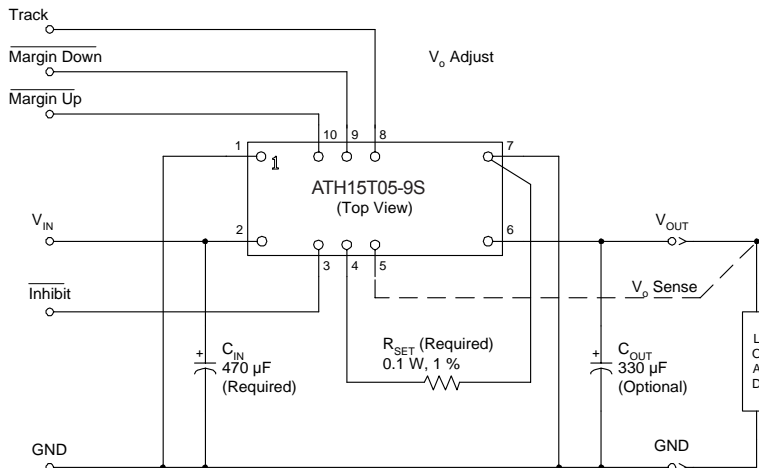 Track
Margin Down
V_o Adjust
Margin Up
10 9 8
1
7
1
ATH15T05-9S
(Top View)
V_IN
2
6
V_OUT
3 4 5
V_o Sense
Inhibit
R_SET (Required)
0.1 W, 1 %
+
C_IN
470 µF
(Required)
+
C_OUT
330 µF
(Optional)
L
O
A
D
GND
GND